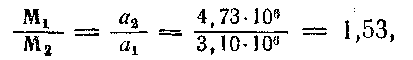 M₁/M₂ = a₂/a₁ = 4,73·10⁶/3,10·10⁶ = 1,53,